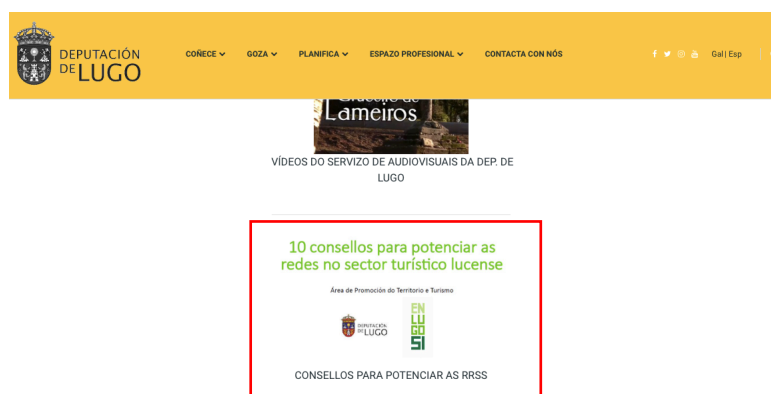 DEPUTACIÓN
DE LUGO
COÑECE
GOZA
PLANIFICA
ESPAZO PROFESIONAL
CONTACTA CON NÓS
Gal | Esp
Lameiros
VÍDEOS DO SERVIZO DE AUDIOVISUAIS DA DEP. DE
LUGO
10 consellos para potenciar as
redes no sector turístico lucense
Área de Promoción do Territorio e Turismo
DEPUTACIÓN
DE LUGO
EN
LU
GO
SI
CONSELLOS PARA POTENCIAR AS RRSS